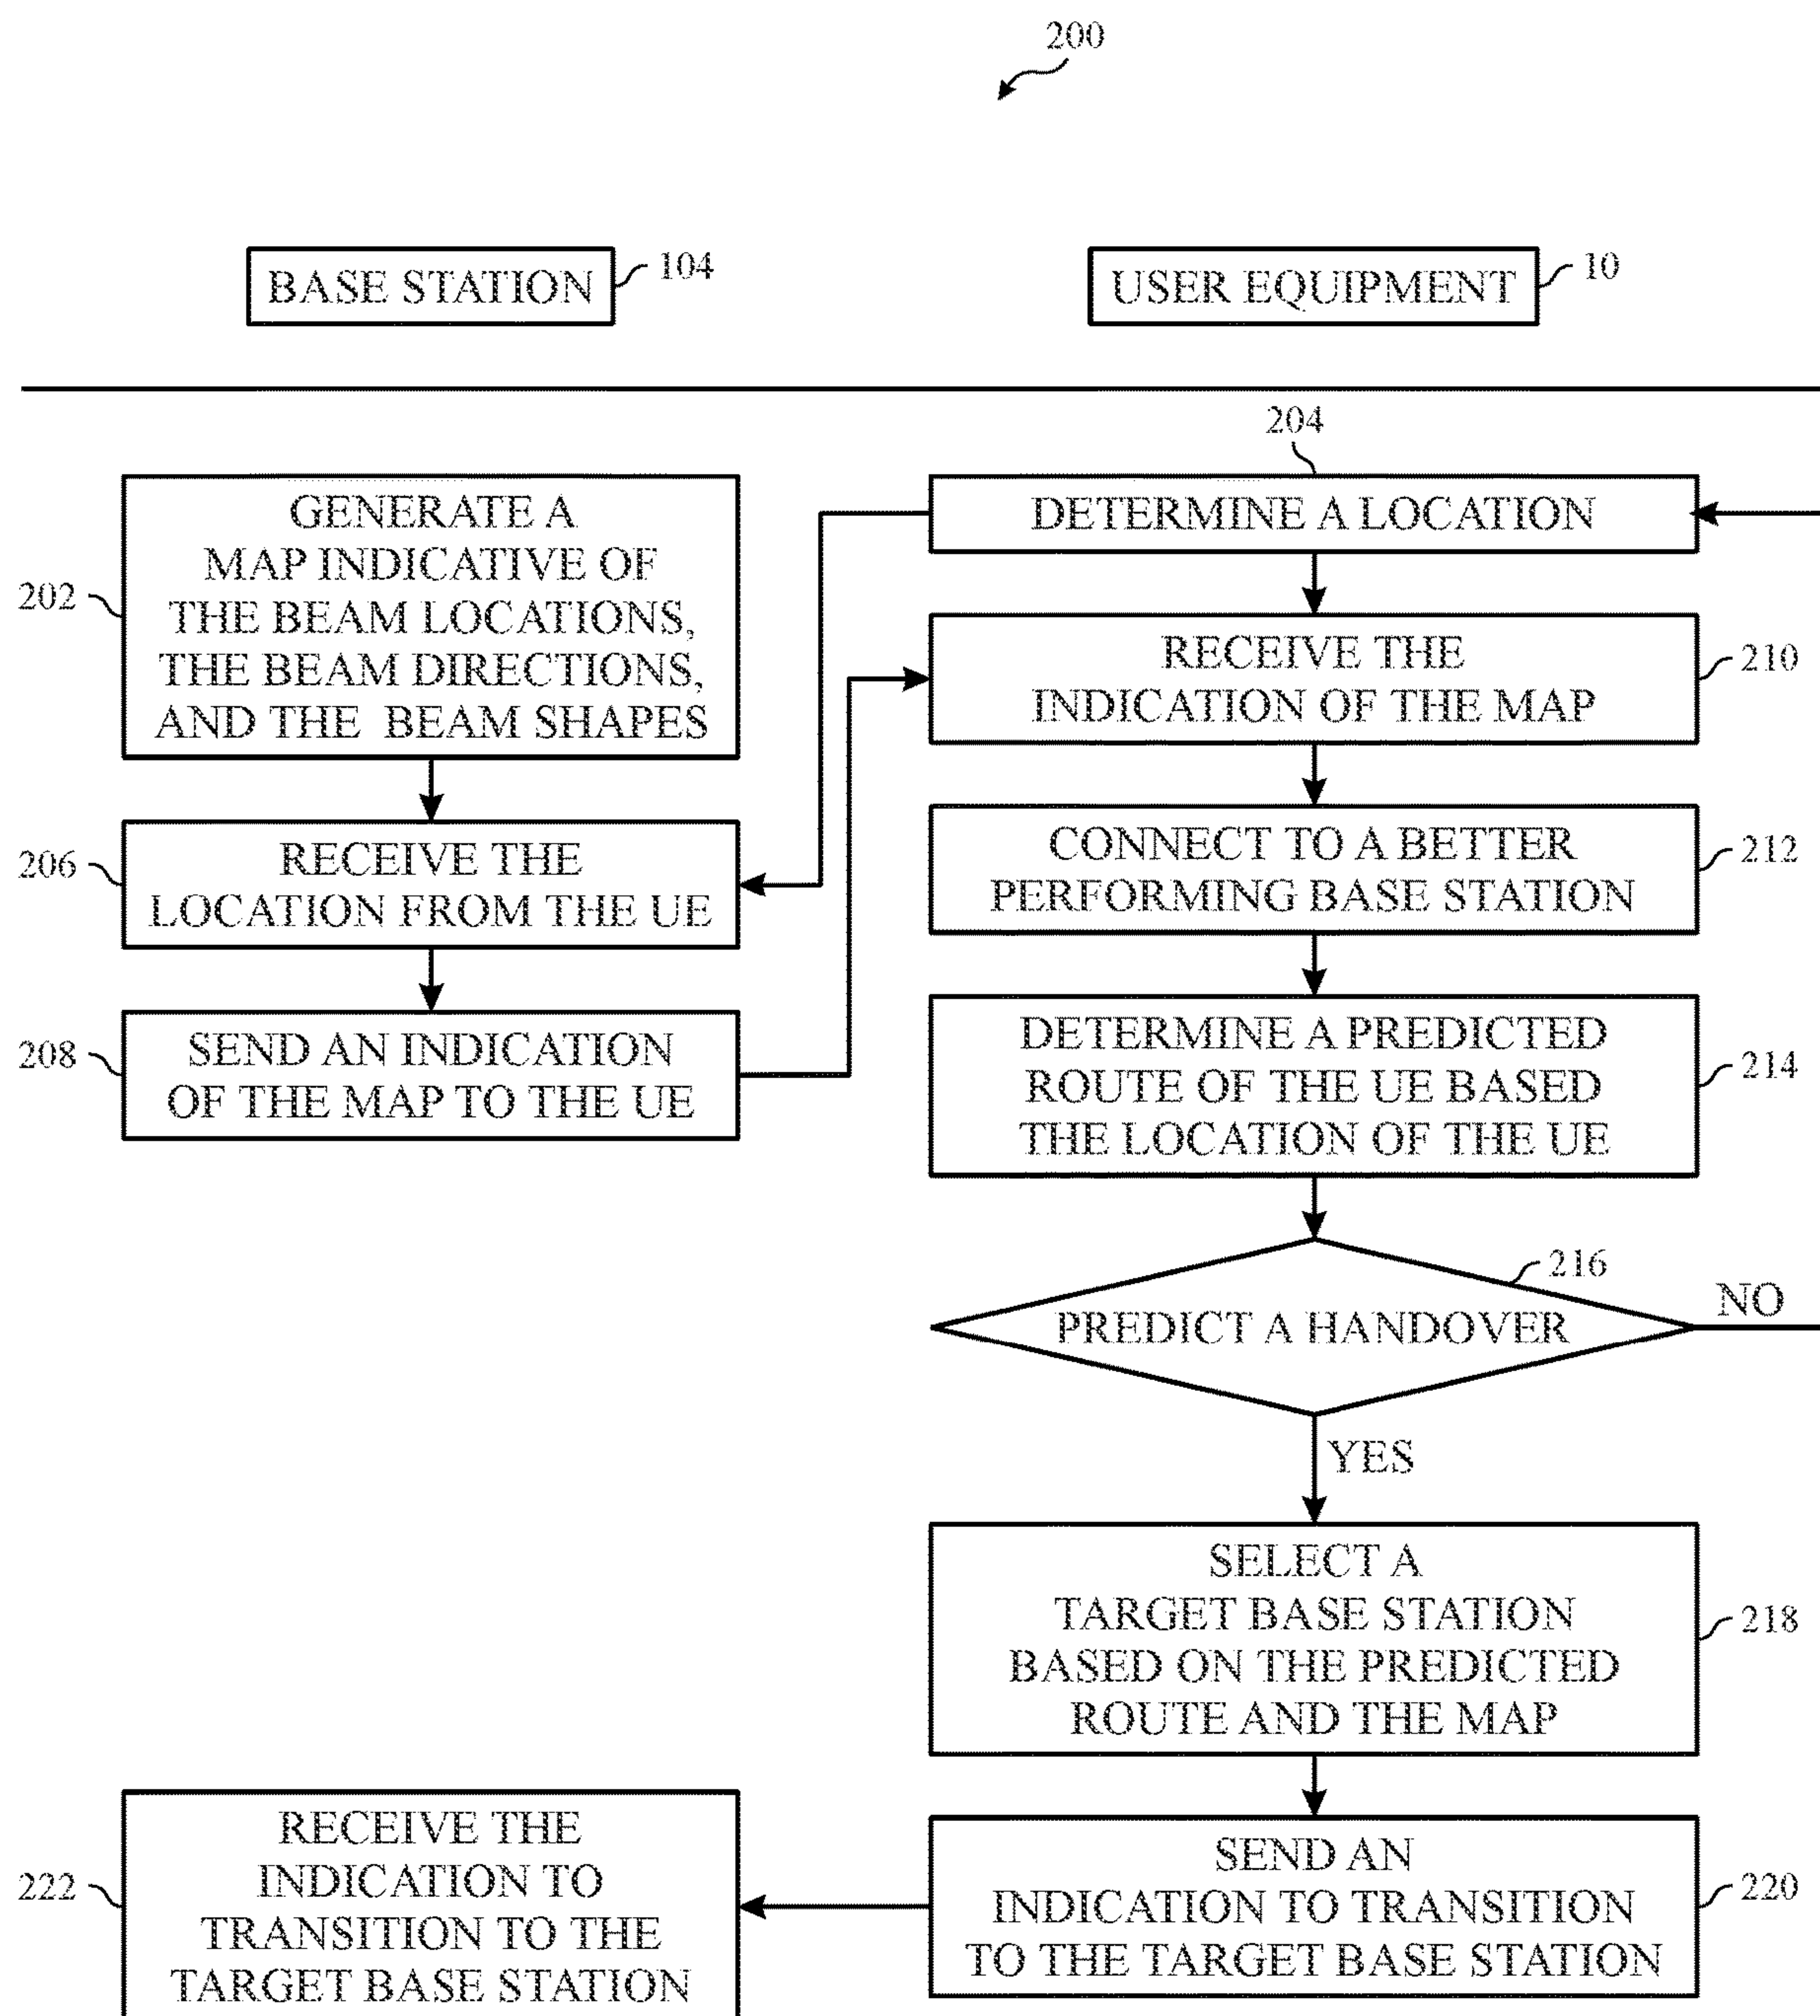 200
BASE STATION
104
USER EQUIPMENT
10
204
DETERMINE A LOCATION
202
GENERATE A
MAP INDICATIVE OF
THE BEAM LOCATIONS,
THE BEAM DIRECTIONS,
AND THE BEAM SHAPES
RECEIVE THE
INDICATION OF THE MAP
210
206
RECEIVE THE
LOCATION FROM THE UE
CONNECT TO A BETTER
PERFORMING BASE STATION
212
208
SEND AN INDICATION
OF THE MAP TO THE UE
DETERMINE A PREDICTED
ROUTE OF THE UE BASED
THE LOCATION OF THE UE
214
216
PREDICT A HANDOVER
NO
YES
SELECT A
TARGET BASE STATION
BASED ON THE PREDICTED
ROUTE AND THE MAP
218
222
RECEIVE THE
INDICATION TO
TRANSITION TO THE
TARGET BASE STATION
SEND AN
INDICATION TO TRANSITION
TO THE TARGET BASE STATION
220